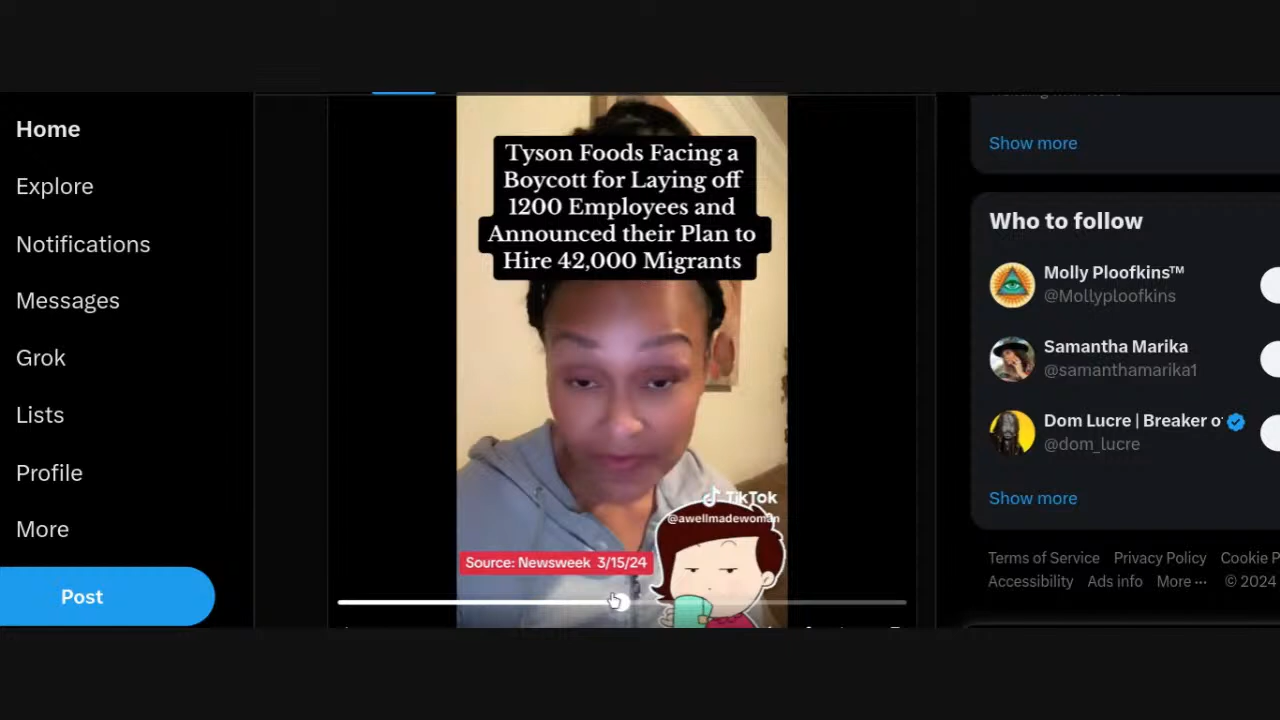 Home
Explore
Notifications
Messages
Grok
Lists
Profile
More
Post
Tyson Foods Facing a
Boycott for Laying off
1200 Employees and
Announced their Plan to
Hire 42,000 Migrants
TikTok
@awellmadewoman
Source: Newsweek 3/15/24
Show more
Who to follow
Molly Ploofkins™
@Mollyploofkins
Samantha Marika
@samanthamarika1
Dom Lucre | Breaker o
@dom_lucre
Show more
Terms of Service Privacy Policy Cookie P
Accessibility Ads info More ··· © 2024